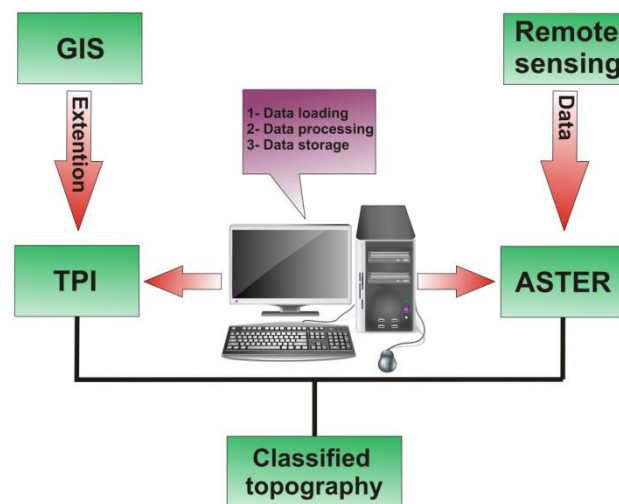 GIS
Remote
sensing
Extention
Data
1- Data loading
2- Data processing
3- Data storage
TPI
ASTER
Classified
topography